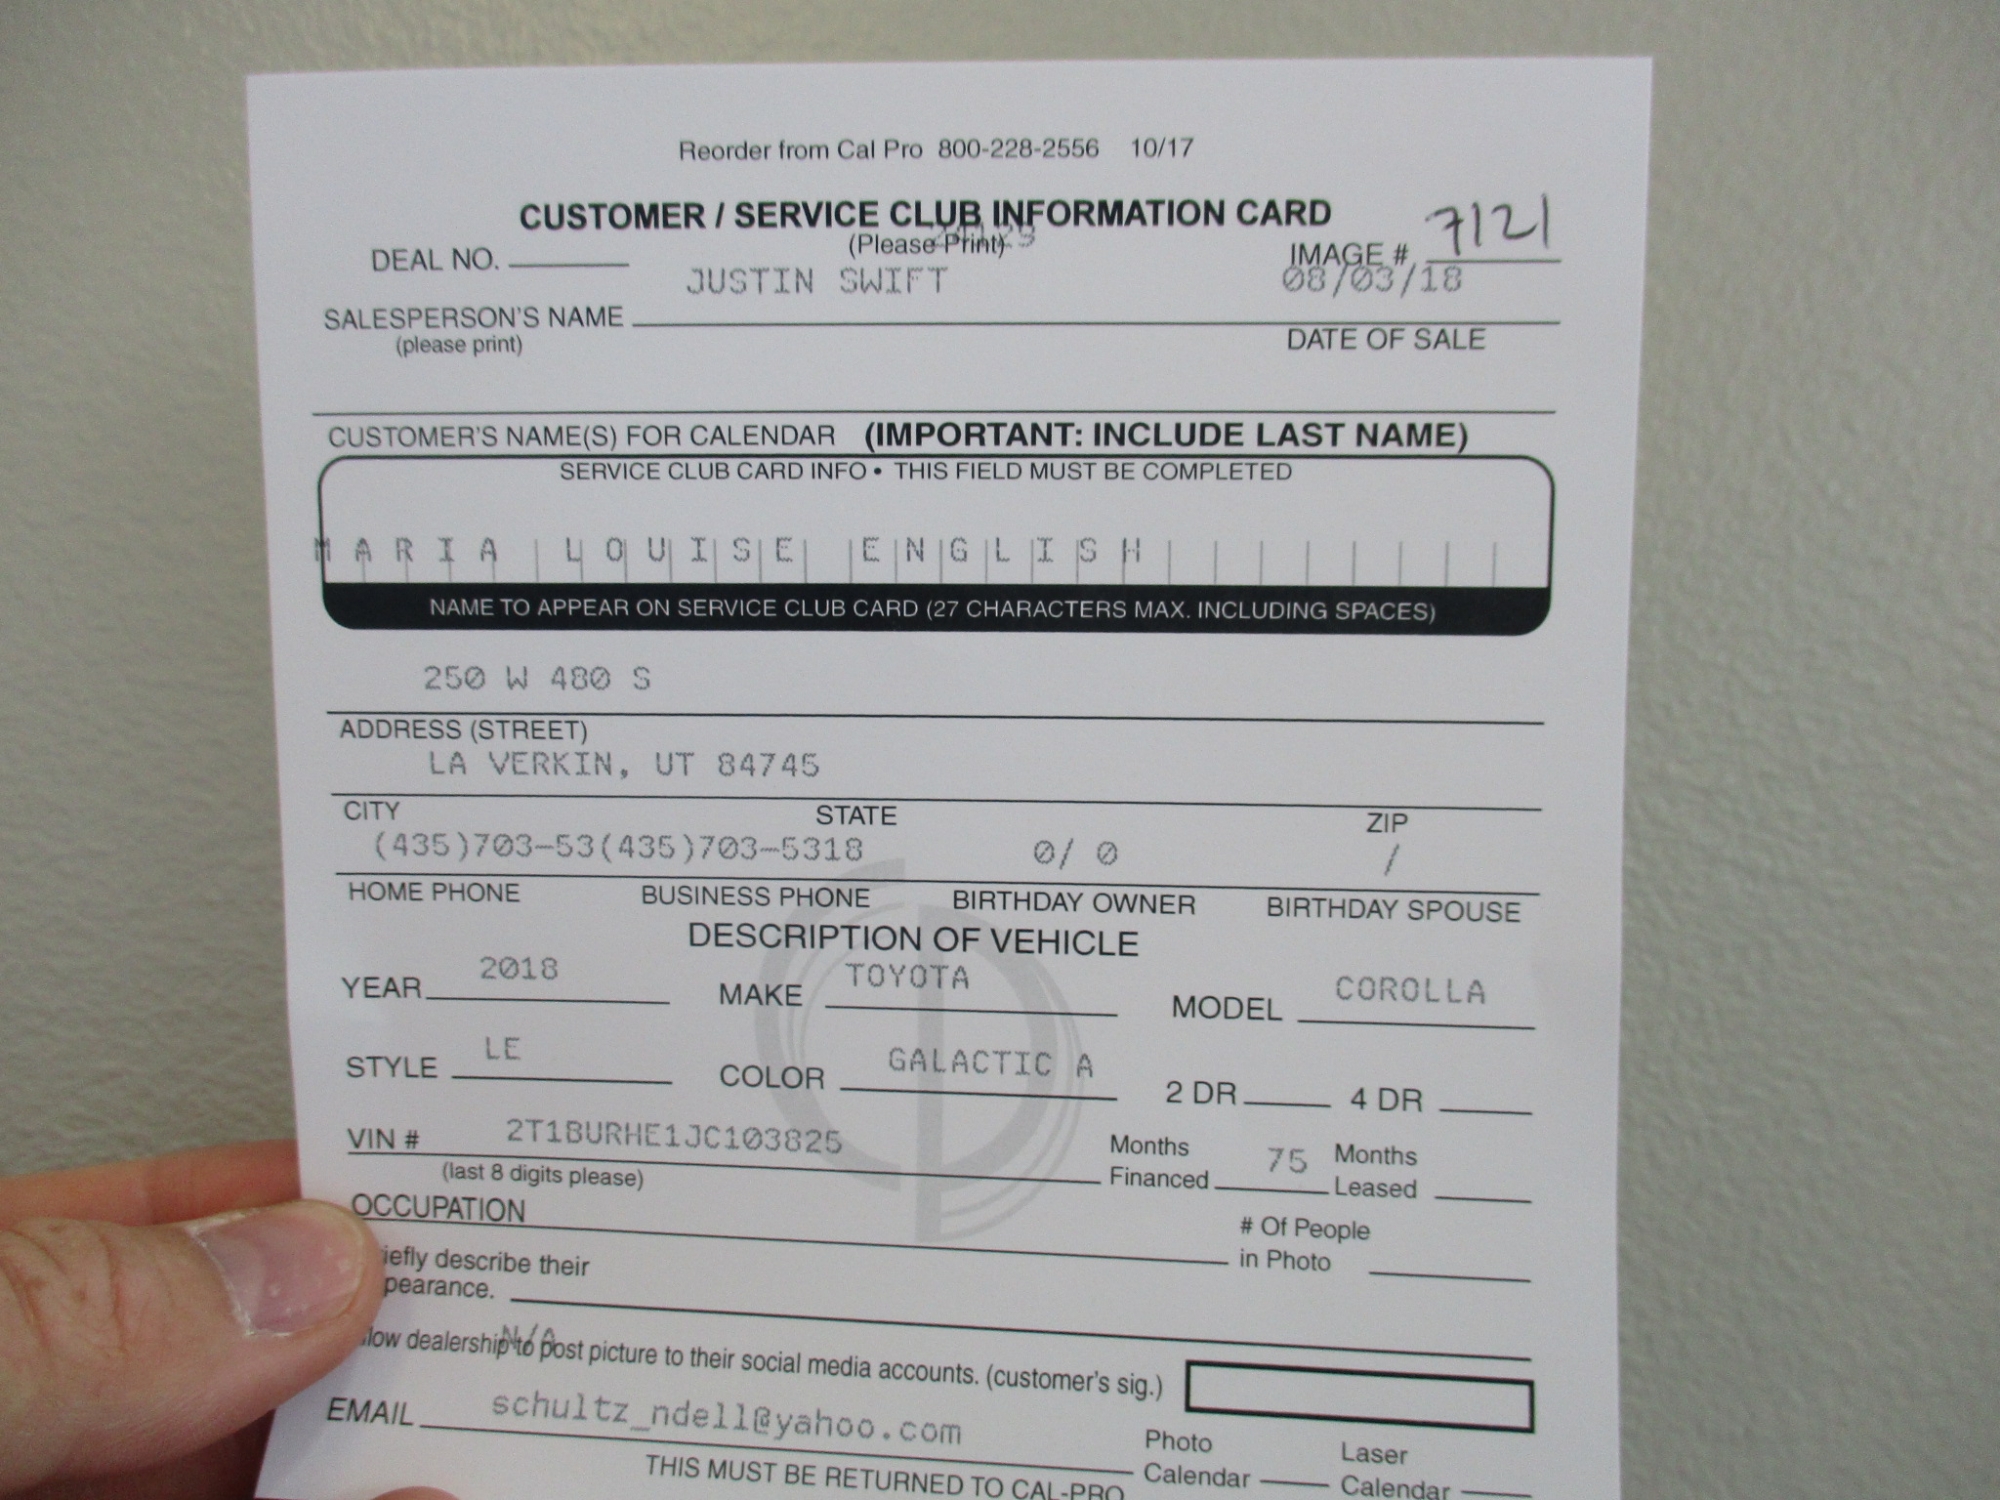 Reorder from Cal Pro 800-228-2556 10/17
CUSTOMER / SERVICE CLUB INFORMATION CARD
(Please Print)
DEAL NO. IMAGE # 7121
JUSTIN SWIFT 08/03/18
SALESPERSON'S NAME DATE OF SALE
(please print)
CUSTOMER'S NAME(S) FOR CALENDAR (IMPORTANT: INCLUDE LAST NAME)
SERVICE CLUB CARD INFO • THIS FIELD MUST BE COMPLETED
MARIA LOUISE ENGLISH
NAME TO APPEAR ON SERVICE CLUB CARD (27 CHARACTERS MAX. INCLUDING SPACES)
250 W 480 S
ADDRESS (STREET)
LA VERKIN, UT 84745
CITY STATE ZIP
(435)703-53(435)703-5318 0/ 0 /
HOME PHONE BUSINESS PHONE BIRTHDAY OWNER BIRTHDAY SPOUSE
DESCRIPTION OF VEHICLE
YEAR 2018 MAKE TOYOTA MODEL COROLLA
STYLE LE COLOR GALACTIC A 2 DR 4 DR
VIN # 2T1BURHE1JC103825 Months Financed 75 Months Leased
(last 8 digits please)
OCCUPATION # Of People in Photo
iefly describe their
pearance.
N/A
low dealership to post picture to their social media accounts. (customer's sig.)
EMAIL schultz_ndell@yahoo.com Photo Calendar Laser Calendar
THIS MUST BE RETURNED TO CAL-PRO